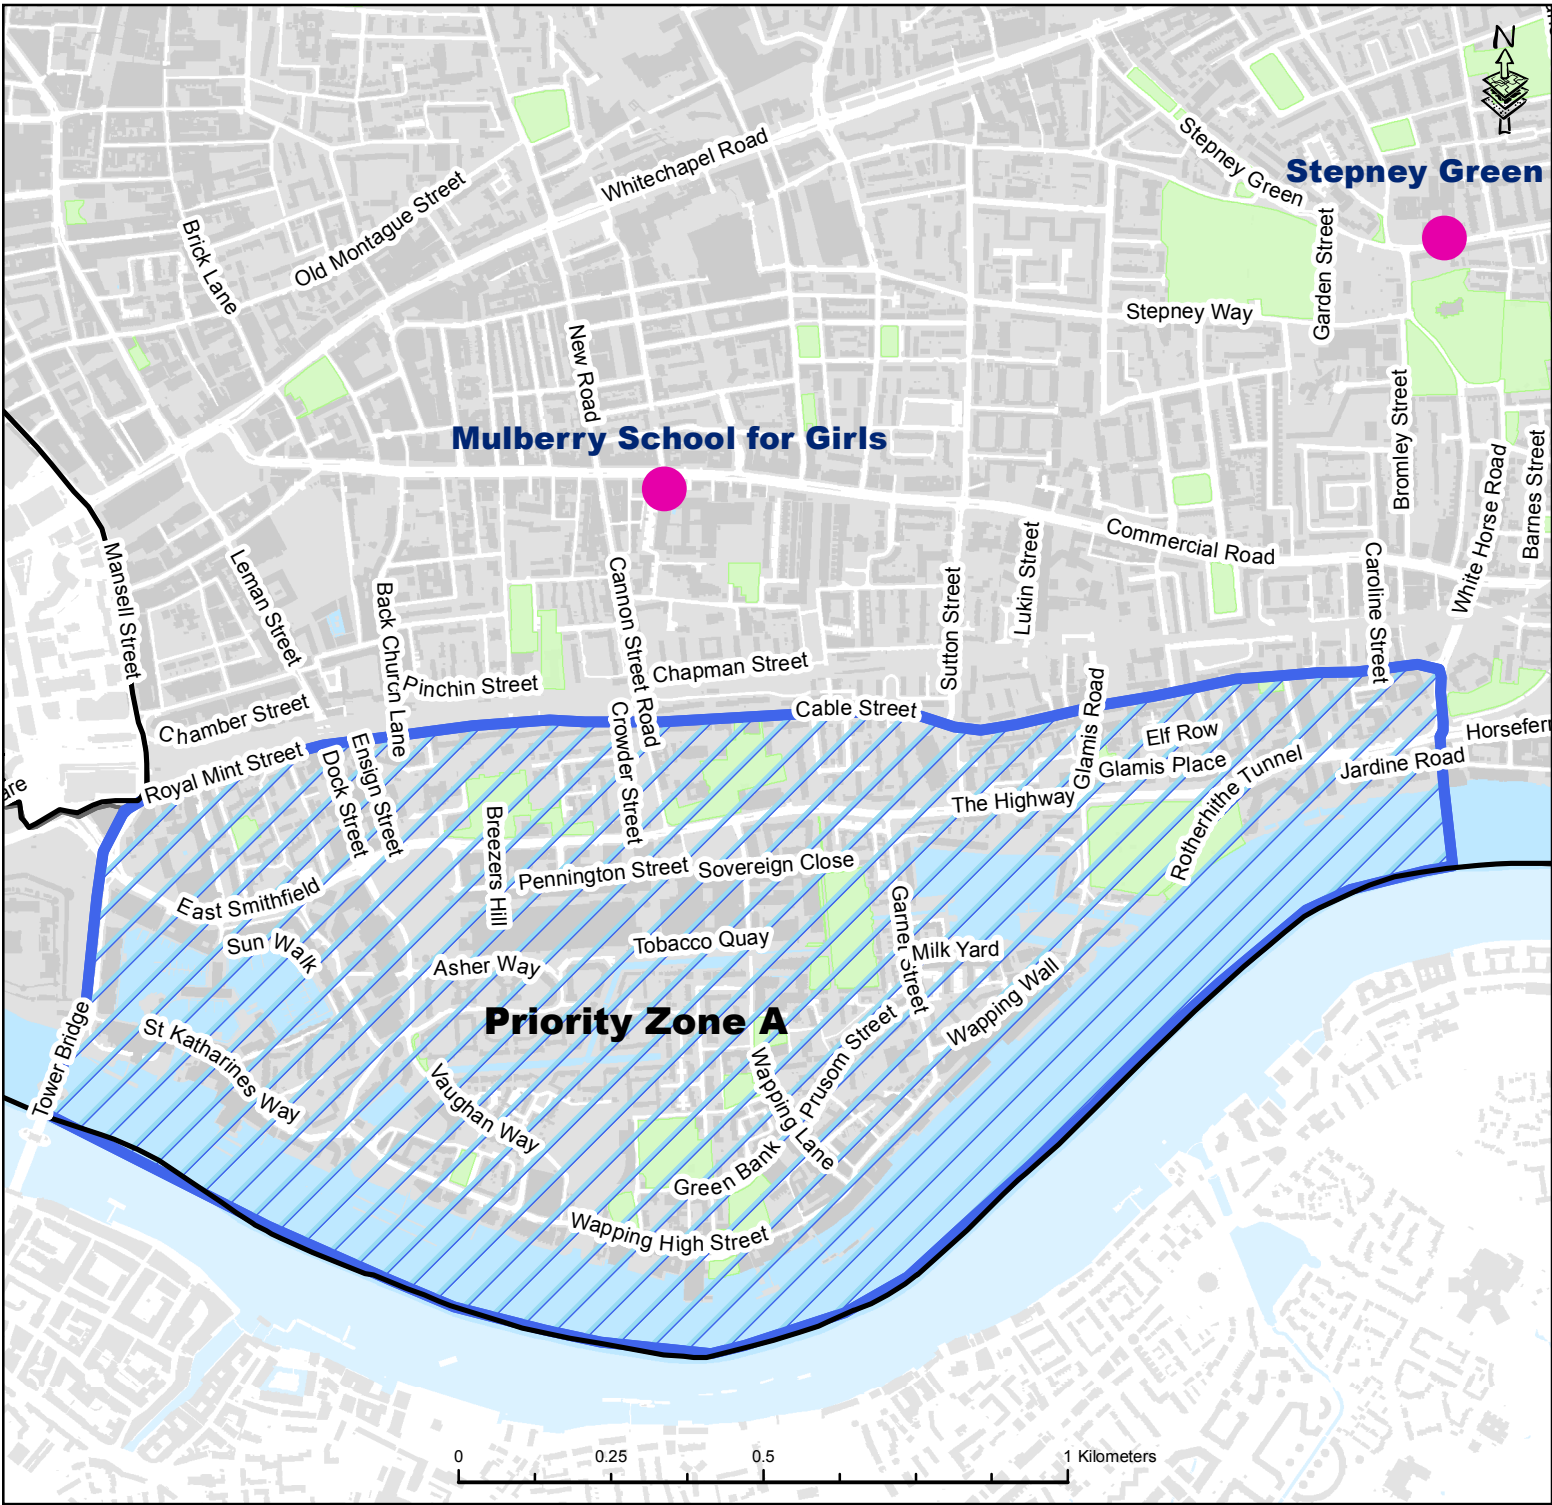 N
Stepney Green
Stepney Green
Whitechapel Road
Old Montague Street
Brick Lane
Garden Street
Stepney Way
New Road
Mulberry School for Girls
Bromley Street
White Horse Road
Barnes Street
Commercial Road
Mansell Street
Leman Street
Back Church Lane
Cannon Street Road
Sutton Street
Lukin Street
Caroline Street
Chapman Street
Pinchin Street
Chamber Street
Cable Street
Glamis Road
Elf Row
Glamis Place
Horseferr
Jardine Road
Royal Mint Street
Dock Street
Ensign Street
Crowder Street
The Highway
Rotherhithe Tunnel
are
Breezers Hill
Pennington Street
Sovereign Close
East Smithfield
Garnet Street
Sun Walk
Tobacco Quay
Milk Yard
Asher Way
Wapping Wall
Priority Zone A
Tower Bridge
St Katharines Way
Prusom Street
Vaughan Way
Wapping Lane
Green Bank
Wapping High Street
0 0.25 0.5 1 Kilometers